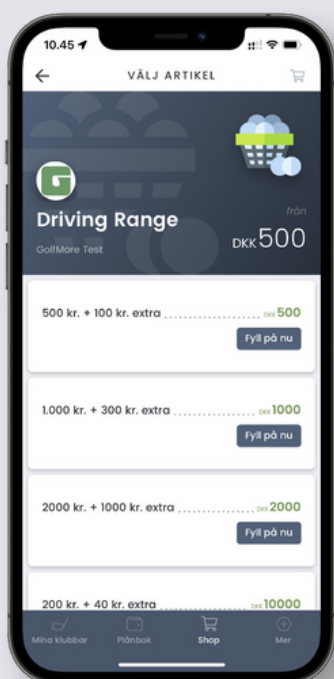 10.45
VÄLJ ARTIKEL
G
Driving Range
GolfMore Test
från
DKK 500
500 kr. + 100 kr. extra ................ DKK 500
Fyll på nu
1.000 kr. + 300 kr. extra ................ DKK 1000
Fyll på nu
2000 kr. + 1000 kr. extra ................ DKK 2000
Fyll på nu
200 kr. + 40 kr. extra ................ DKK 10000
Mina klubbar
Plånbok
Shop
Mer